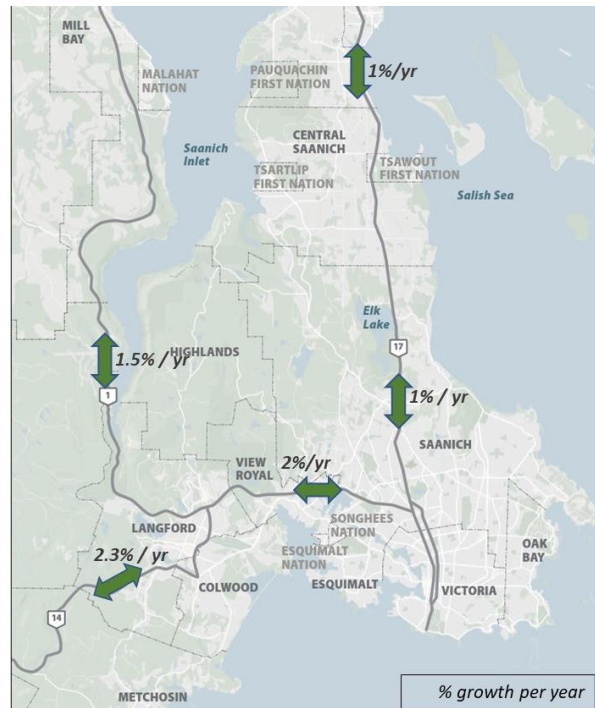 MILL
BAY
MALAHAT
NATION
PAUQUACHIN
FIRST NATION
1%/yr
CENTRAL
SAANICH
Saanich
Inlet
TSARTLIP
FIRST NATION
TSAWOUT
FIRST NATION
Salish Sea
Elk
Lake
1.5% / yr
HIGHLANDS
17
1
1% / yr
SAANICH
VIEW
ROYAL
2%/yr
LANGFORD
SONGHEES
NATION
ESQUIMALT
NATION
OAK
BAY
2.3% / yr
COLWOOD
ESQUIMALT
VICTORIA
14
METCHOSIN
% growth per year